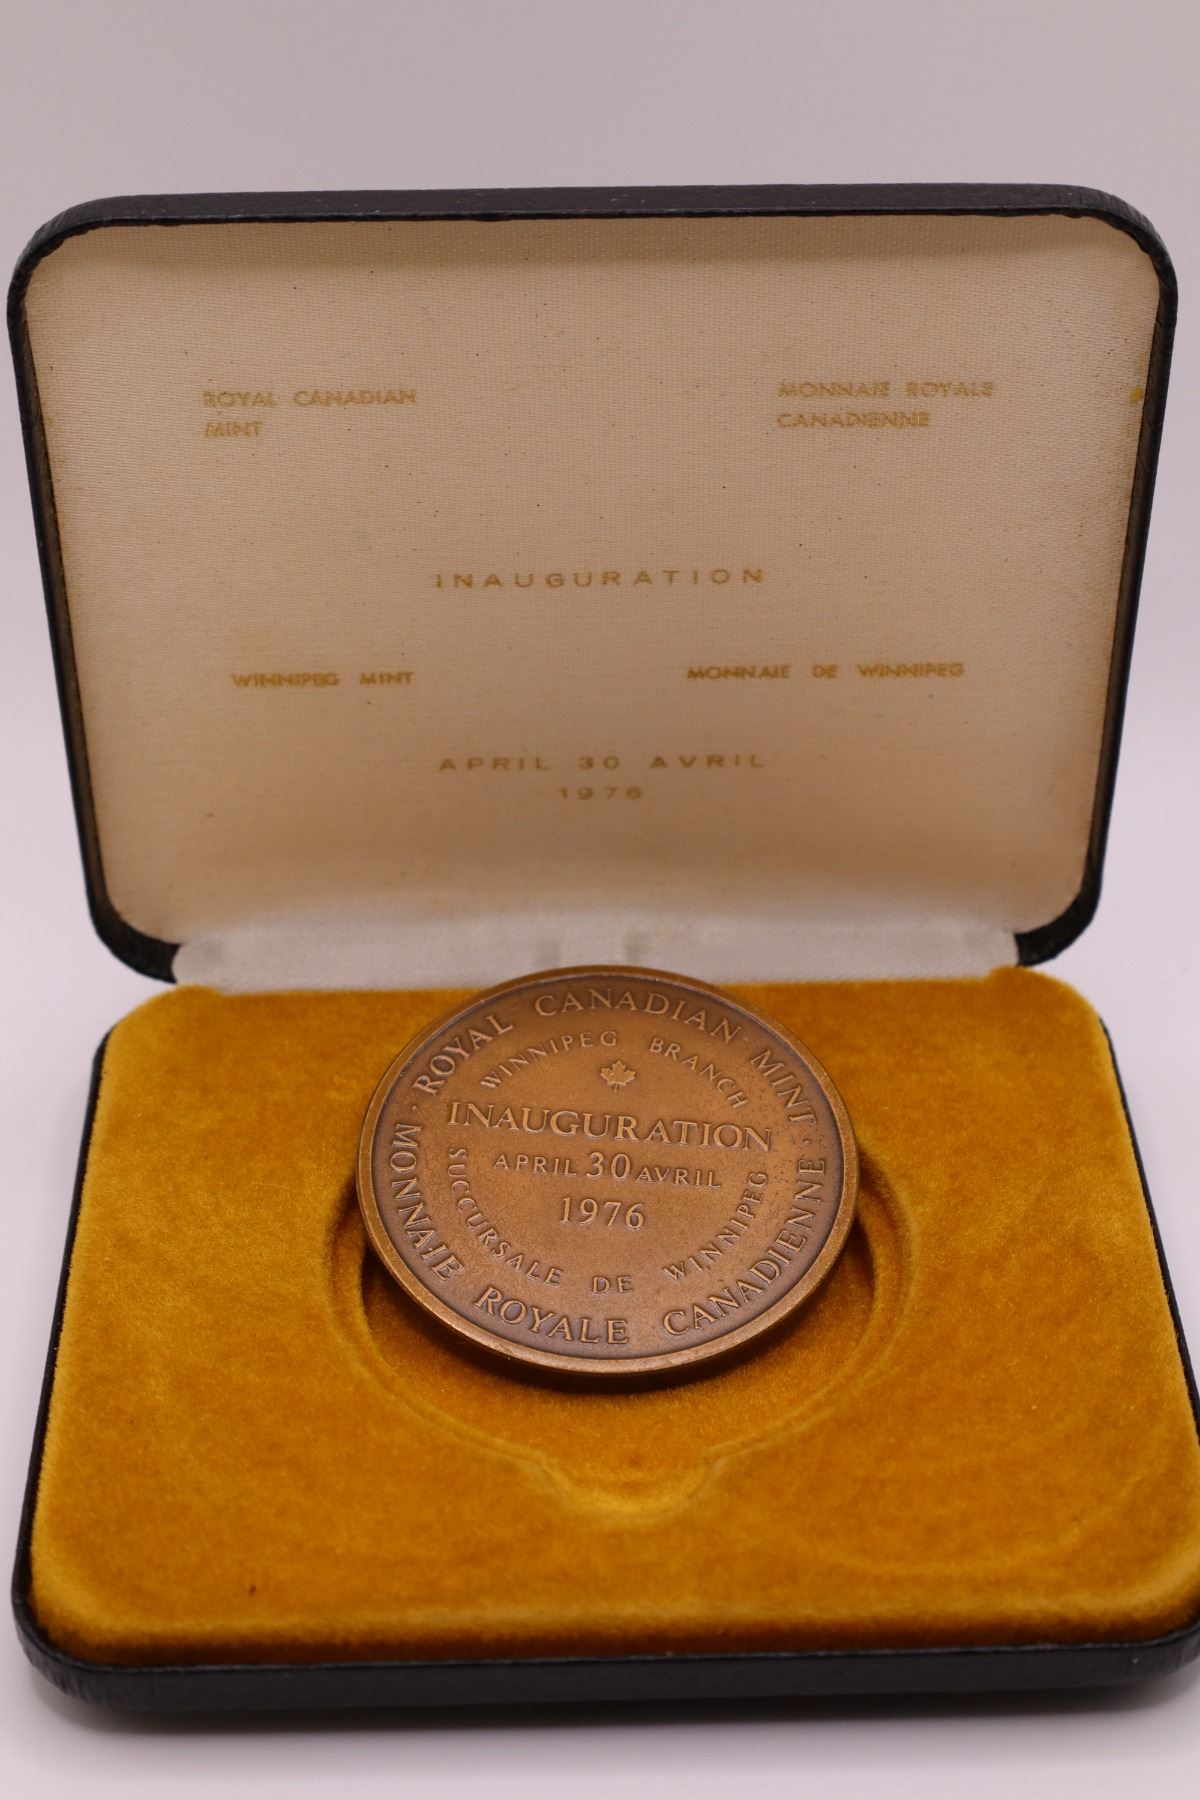 ROYAL CANADIAN
MINT
MONNAIE ROYALE
CANADIENNE
INAUGURATION
WINNIPEG MINT
MONNAIE DE WINNIPEG
APRIL 30 AVRIL
1976
· ROYAL CANADIAN MINT ·
WINNIPEG BRANCH
INAUGURATION
APRIL 30 AVRIL
1976
SUCCURSALE DE WINNIPEG
MONNAIE ROYALE CANADIENNE